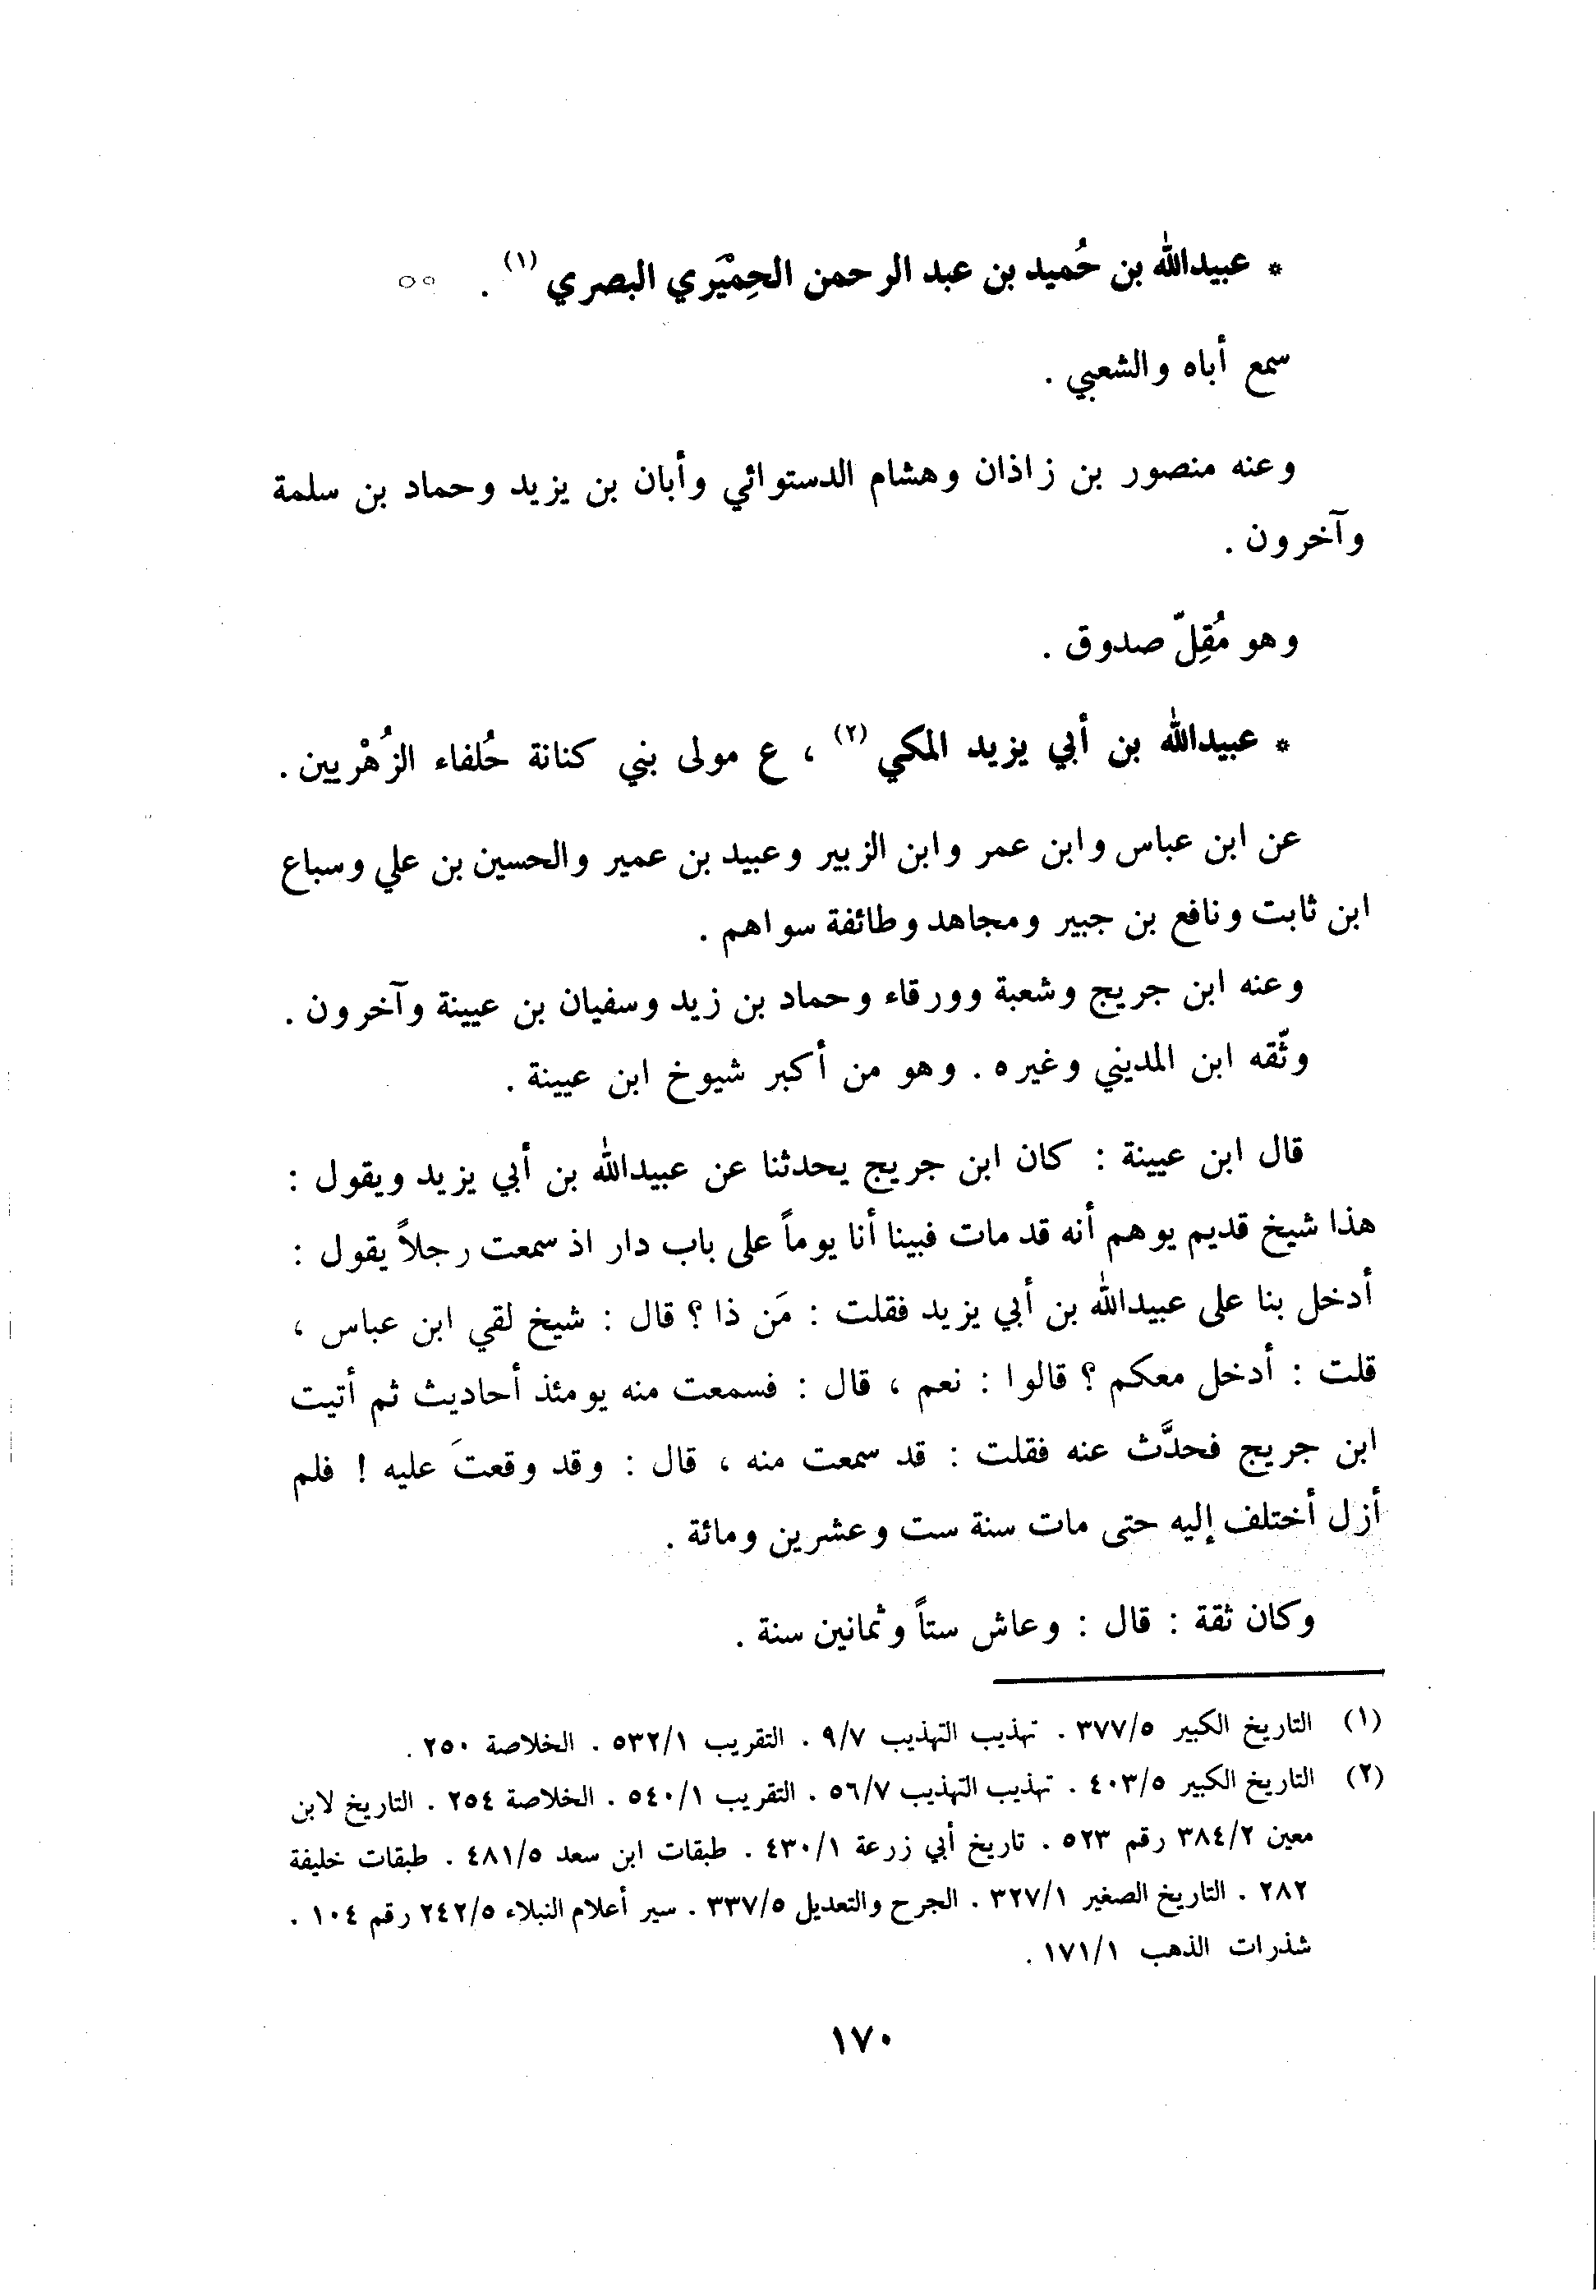 * عبيدالله بن حُميد بن عبد الرحمن الحِمْيَري البصري (١) .
سمع أباه والشعبي .
وعنه منصور بن زاذان وهشام الدستوائي وأبان بن يزيد وحماد بن سلمة
وآخرون .
وهو مُقِلّ صدوق .
* عبيدالله بن أبي يزيد المكي (٢) ، ع مولى بني كنانة حُلفاء الزُهْريين .
عن ابن عباس وابن عمر وابن الزبير وعبيد بن عمير والحسين بن علي وسباع
ابن ثابت ونافع بن جبير ومجاهد وطائفة سواهم .
وعنه ابن جريج وشعبة وورقاء وحماد بن زيد وسفيان بن عيينة وآخرون .
وثّقه ابن المديني وغيره . وهو من أكبر شيوخ ابن عيينة .
قال ابن عيينة : كان ابن جريج يحدثنا عن عبيدالله بن أبي يزيد ويقول :
هذا شيخ قديم يوهم أنه قد مات فبينا أنا يوماً على باب دار اذ سمعت رجلاً يقول :
أدخل بنا على عبيدالله بن أبي يزيد فقلت : مَن ذا ؟ قال : شيخ لقي ابن عباس ،
قلت : أدخل معكم ؟ قالوا : نعم ، قال : فسمعت منه يومئذ أحاديث ثم أتيت
ابن جريج فحدَّث عنه فقلت : قد سمعت منه ، قال : وقد وقعتَ عليه ! فلم
أزل أختلف إليه حتى مات سنة ست وعشرين ومائة .
وكان ثقة : قال : وعاش ستاً وثمانين سنة .
(١) التاريخ الكبير ٣٧٧/٥ . تهذيب التهذيب ٩/٧ . التقريب ٥٣٢/١ . الخلاصة ٢٥٠ .
(٢) التاريخ الكبير ٤٠٣/٥ . تهذيب التهذيب ٥٦/٧ . التقريب ٥٤٠/١ . الخلاصة ٢٥٤ . التاريخ لابن
معين ٣٨٤/٢ رقم ٥٢٣ . تاريخ أبي زرعة ٤٣٠/١ . طبقات ابن سعد ٤٨١/٥ . طبقات خليفة
٢٨٢ . التاريخ الصغير ٣٢٧/١ . الجرح والتعديل ٣٣٧/٥ . سير أعلام النبلاء ٢٤٢/٥ رقم ١٠٤ .
شذرات الذهب ١٧١/١ .
١٧٠